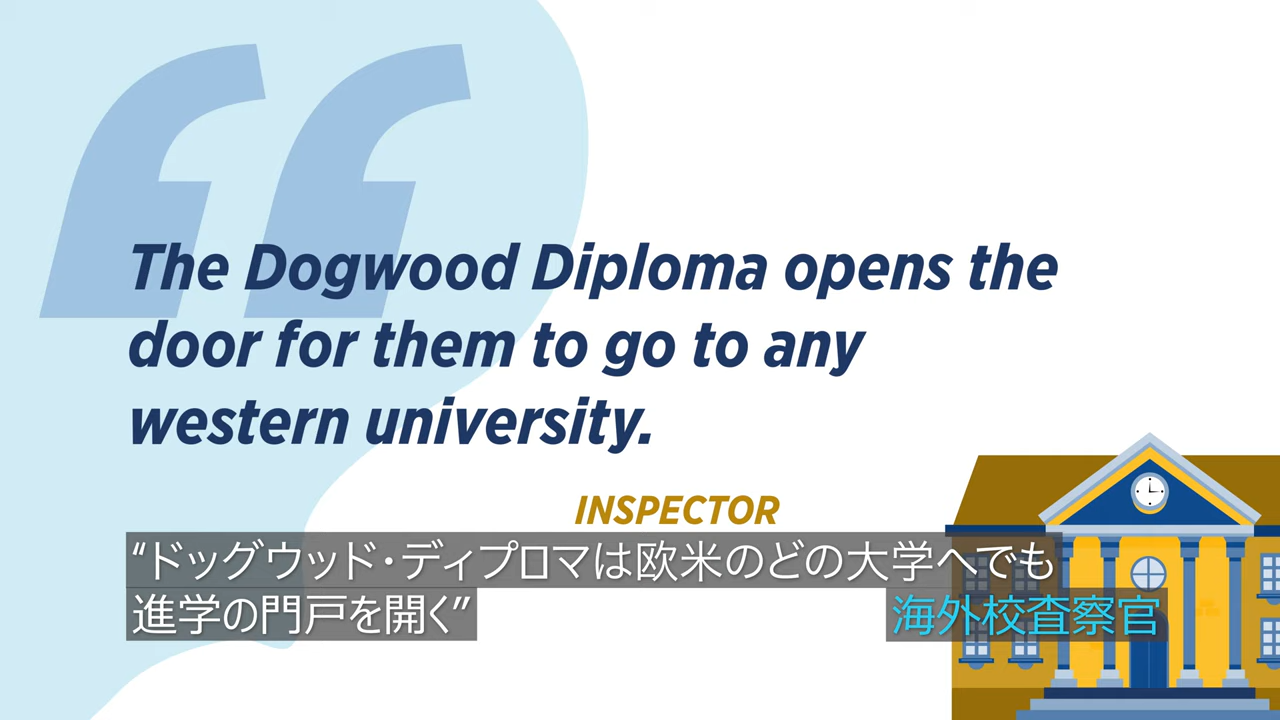 The Dogwood Diploma opens the
door for them to go to any
western university.
INSPECTOR
“ドッグウッド・ディプロマは欧米のどの大学へでも
進学の門戸を開く” 海外校査察官